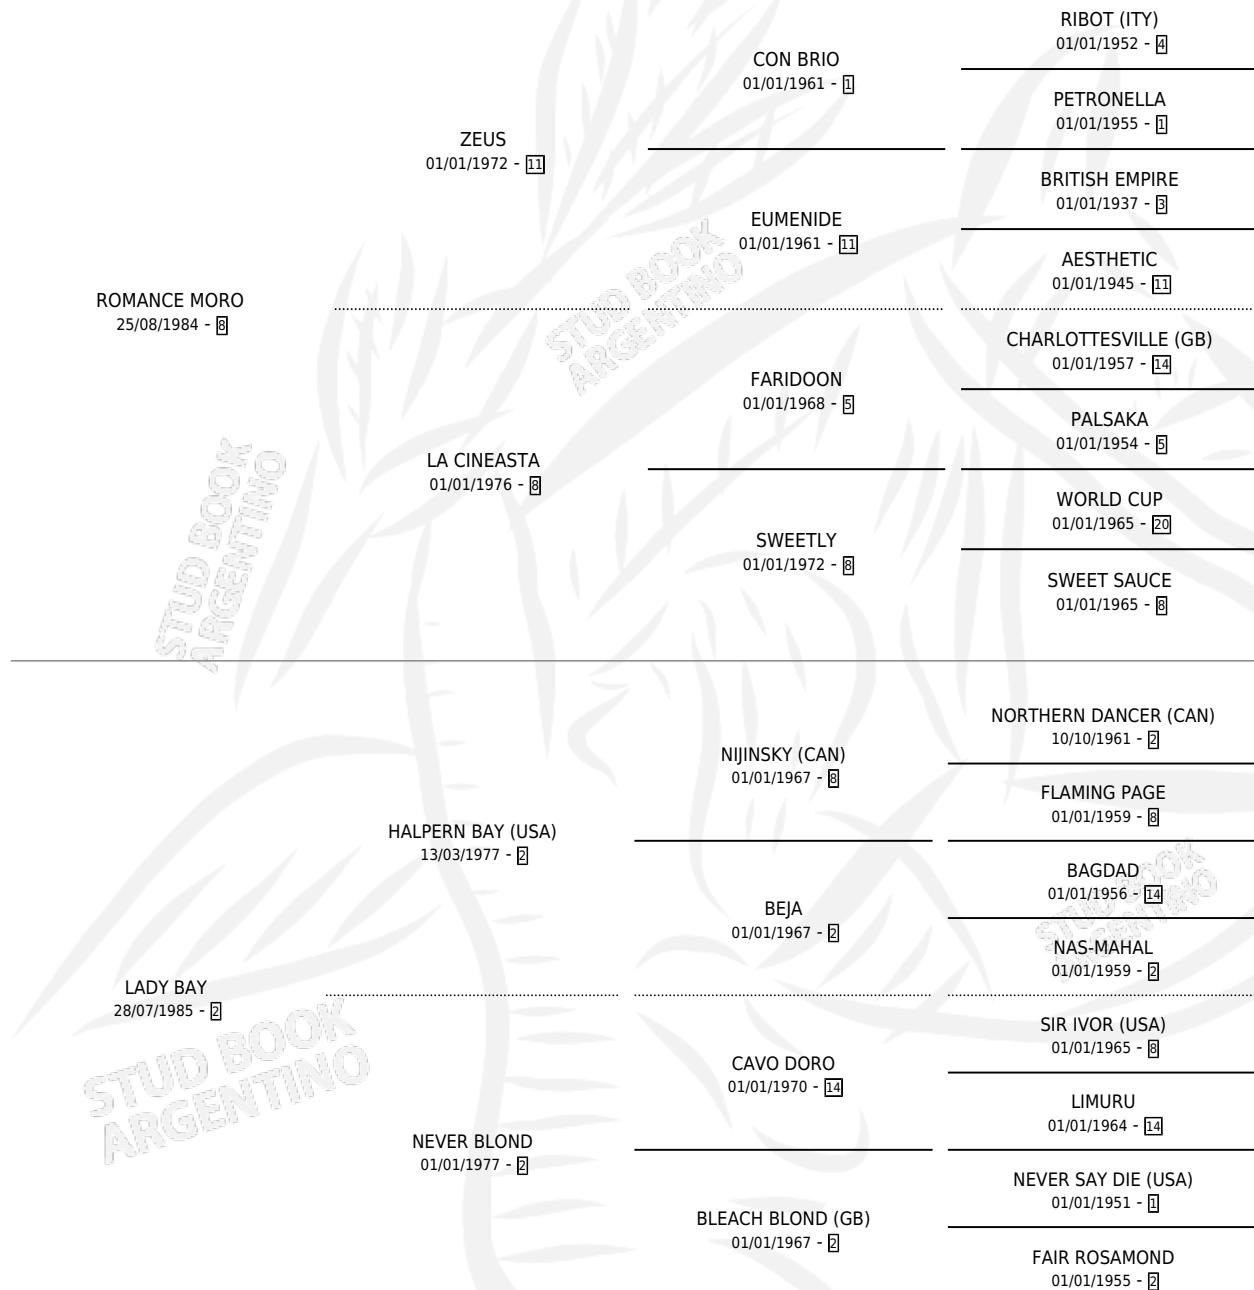 RIBOT (ITY)
01/01/1952 - 4
CON BRIO
01/01/1961 - 1
PETRONELLA
01/01/1955 - 1
ZEUS
01/01/1972 - 11
BRITISH EMPIRE
01/01/1937 - 3
EUMENIDE
01/01/1961 - 11
AESTHETIC
01/01/1945 - 11
STUD BOOK
ARGENTINO
ROMANCE MORO
25/08/1984 - 8
CHARLOTTESVILLE (GB)
01/01/1957 - 14
FARIDOON
01/01/1968 - 5
PALSAKA
01/01/1954 - 5
LA CINEASTA
01/01/1976 - 8
WORLD CUP
01/01/1965 - 20
SWEETLY
01/01/1972 - 8
SWEET SAUCE
01/01/1965 - 8
STUD BOOK
ARGENTINO
NORTHERN DANCER (CAN)
10/10/1961 - 2
NIJINSKY (CAN)
01/01/1967 - 8
FLAMING PAGE
01/01/1959 - 8
HALPERN BAY (USA)
13/03/1977 - 2
BAGDAD
01/01/1956 - 14
BEJA
01/01/1967 - 2
STUD BOOK
ARGENTINO
NAS-MAHAL
01/01/1959 - 2
LADY BAY
28/07/1985 - 2
SIR IVOR (USA)
01/01/1965 - 8
STUD BOOK
ARGENTINO
CAVO DORO
01/01/1970 - 14
LIMURU
01/01/1964 - 14
NEVER BLOND
01/01/1977 - 2
NEVER SAY DIE (USA)
01/01/1951 - 1
BLEACH BLOND (GB)
01/01/1967 - 2
FAIR ROSAMOND
01/01/1955 - 2